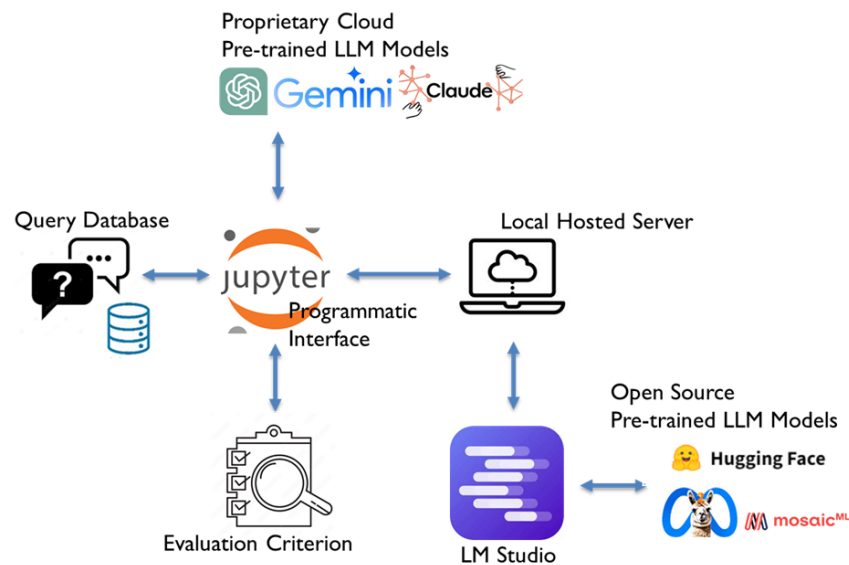 Proprietary Cloud
Pre-trained LLM Models
Gemini
Claude
Query Database
Local Hosted Server
?
jupyter
Programmatic
Interface
Open Source
Pre-trained LLM Models
Hugging Face
mosaicML
Evaluation Criterion
LM Studio